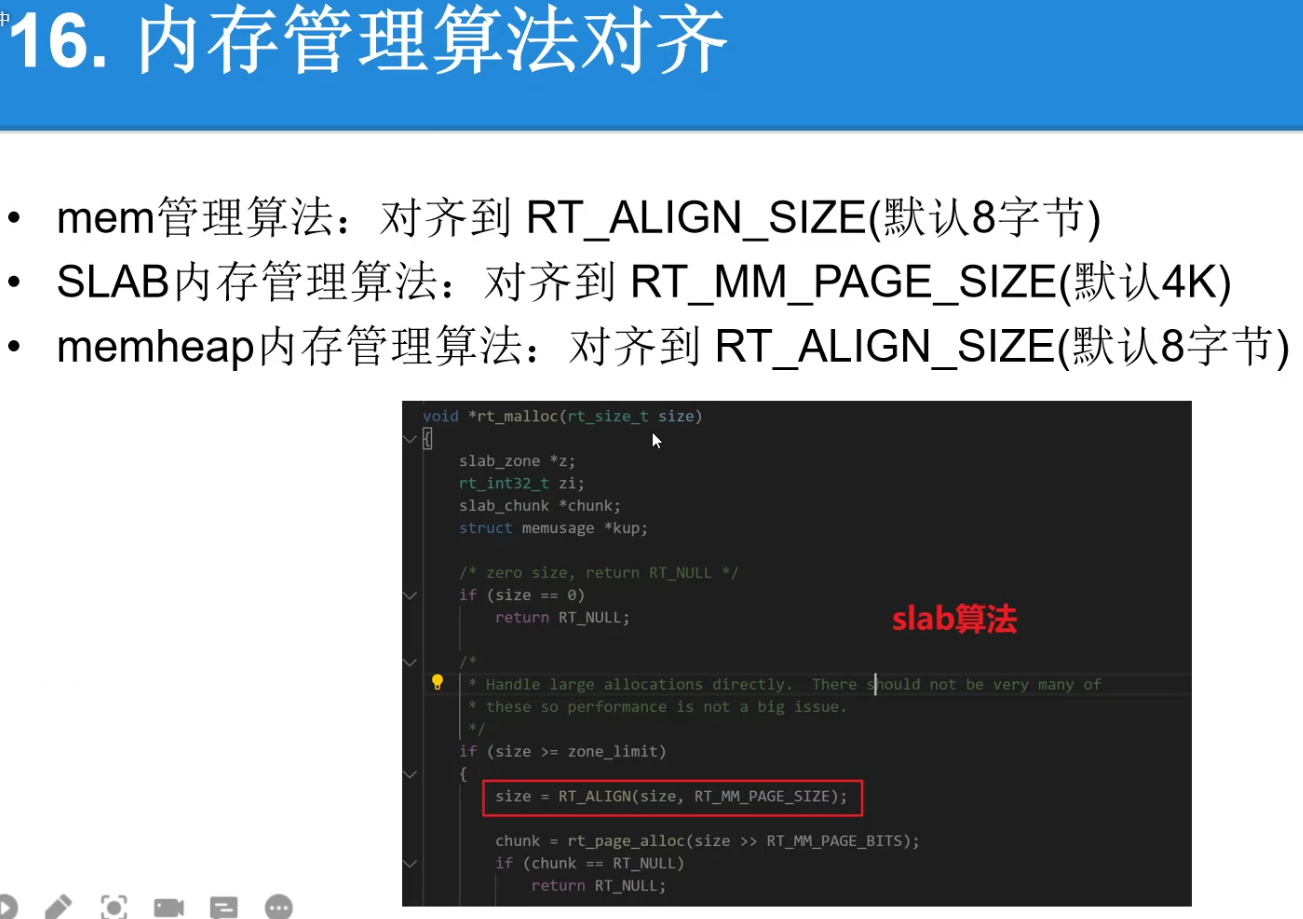 中
16. 内存管理算法对齐
• mem管理算法：对齐到 RT_ALIGN_SIZE(默认8字节)
• SLAB内存管理算法：对齐到 RT_MM_PAGE_SIZE(默认4K)
• memheap内存管理算法：对齐到 RT_ALIGN_SIZE(默认8字节)
void *rt_malloc(rt_size_t size)
{
slab_zone *z;
rt_int32_t zi;
slab_chunk *chunk;
struct memusage *kup;
/* zero size, return RT_NULL */
if (size == 0)
return RT_NULL;
slab算法
/*
* Handle large allocations directly.  There should not be very many of
* these so performance is not a big issue.
*/
if (size >= zone_limit)
{
size = RT_ALIGN(size, RT_MM_PAGE_SIZE);
chunk = rt_page_alloc(size >> RT_MM_PAGE_BITS);
if (chunk == RT_NULL)
return RT_NULL;